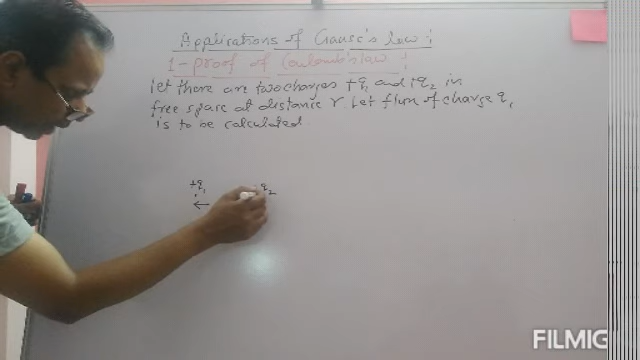 Applications of Gauss's law :
1-Proof of Coulomb's law :
let there are two charges +q1 and +q2 in
free space at distance r let flux of charge q1
is to be calculated.
+q1 +q2
←
FILMIG